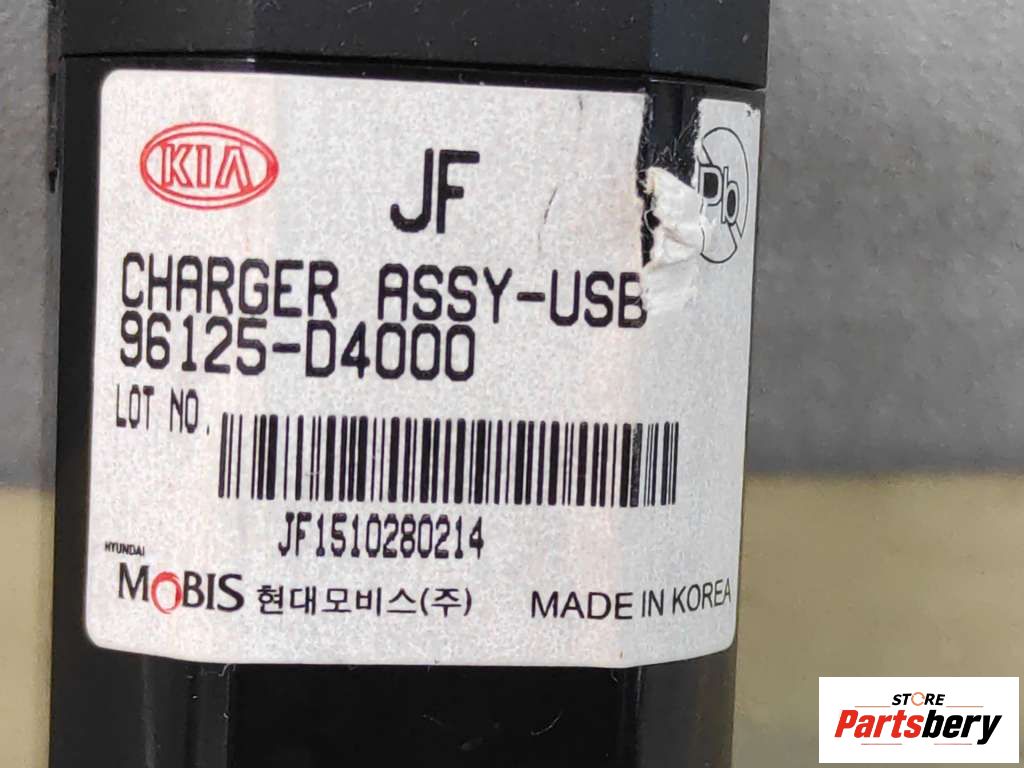 KIA
JF
Pb
CHARGER ASSY-USB
96125-D4000
LOT NO.
JF1510280214
HYUNDAI
MOBIS 현대모비스(주)
MADE IN KOREA
STORE
Partsbery